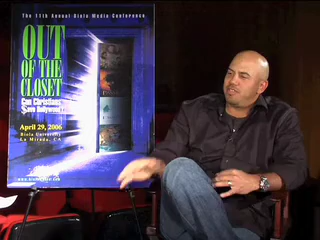 The 11th Annual Biola Media Conference
OUT
OF THE
CLOSET
Can Christians
Save Hollywood?
April 29, 2006
Biola University
La Mirada, CA